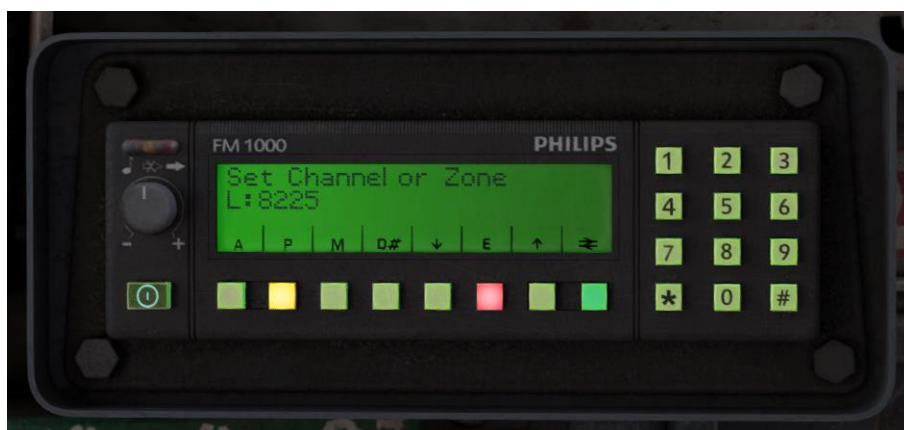 FM 1000 PHILIPS
Set Channel or Zone
L:8225
A P M D# ↓ E ↑
- +
1 2 3
4 5 6
7 8 9
* 0 #